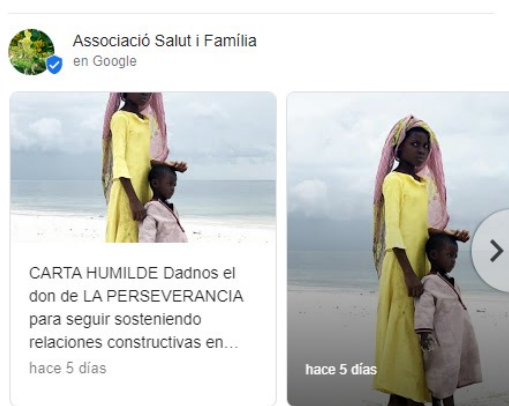 Associació Salut i Família
en Google
CARTA HUMILDE Dadnos el
don de LA PERSEVERANCIA
para seguir sosteniendo
relaciones constructivas en…
hace 5 días
hace 5 días